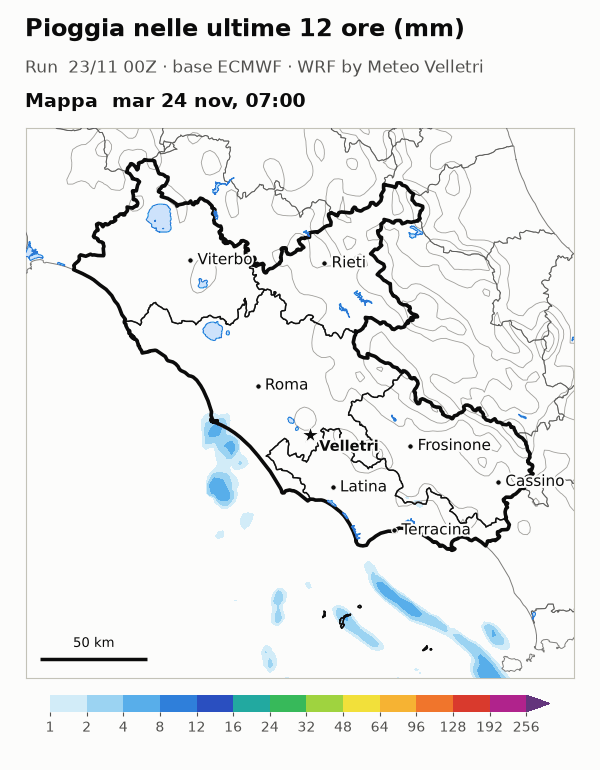 Pioggia nelle ultime 12 ore (mm)
Run 23/11 00Z · base ECMWF · WRF by Meteo Velletri
Mappa mar 24 nov, 07:00
Viterbo
Rieti
Roma
Velletri
Frosinone
Latina
Cassino
Terracina
50 km
1 2 4 8 12 16 24 32 48 64 96 128 192 256